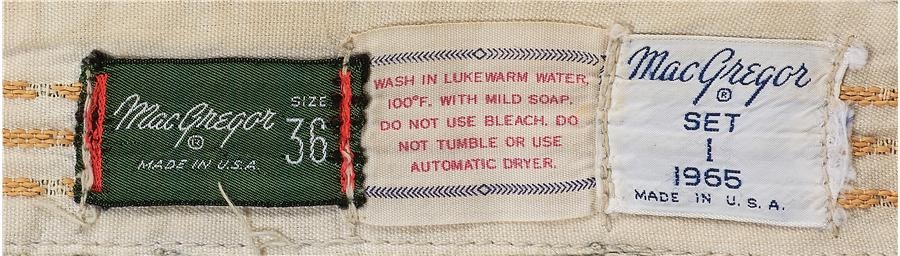 MacGregor
®
SIZE
36
MADE IN U.S.A.
WASH IN LUKEWARM WATER,
100°F. WITH MILD SOAP.
DO NOT USE BLEACH. DO
NOT TUMBLE OR USE
AUTOMATIC DRYER.
MacGregor
®
SET
1
1965
MADE IN U.S.A.